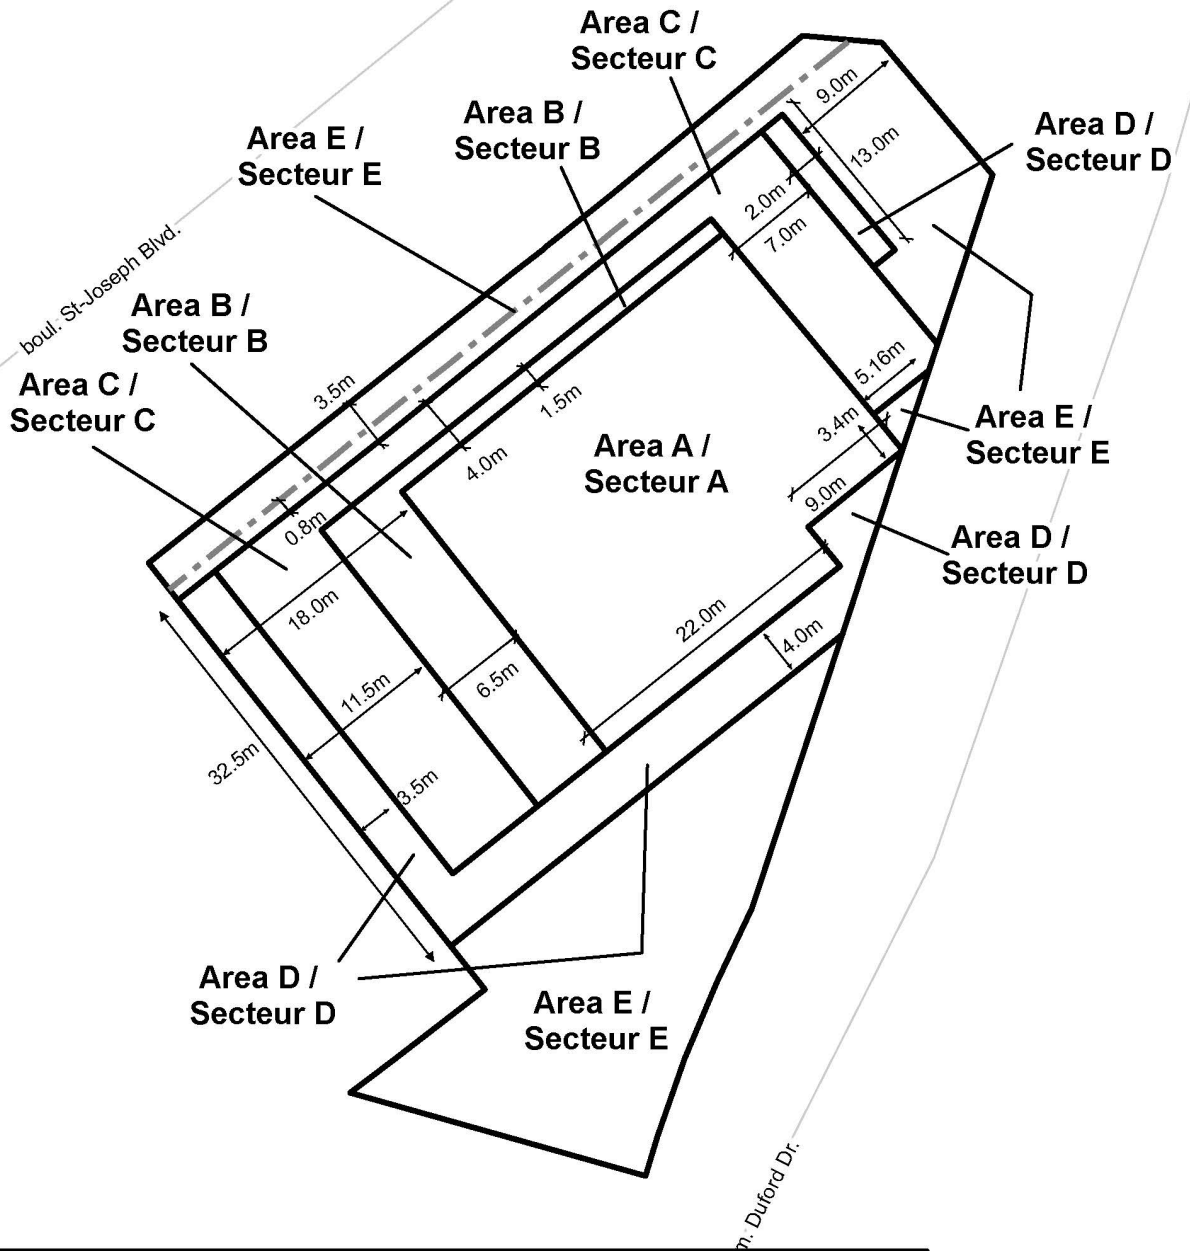 Area C /
Secteur C
Area B /
Secteur B
Area E /
Secteur E
9.0m
Area D /
Secteur D
13.0m
2.0m
7.0m
boul. St-Joseph Blvd.
Area B /
Secteur B
Area C /
Secteur C
3.5m
1.5m
5.16m
4.0m
3.4m
Area A /
Secteur A
Area E /
Secteur E
9.0m
0.8m
Area D /
Secteur D
18.0m
22.0m
4.0m
11.5m
6.5m
32.5m
3.5m
Area D /
Secteur D
Area E /
Secteur E
m. Duford Dr.